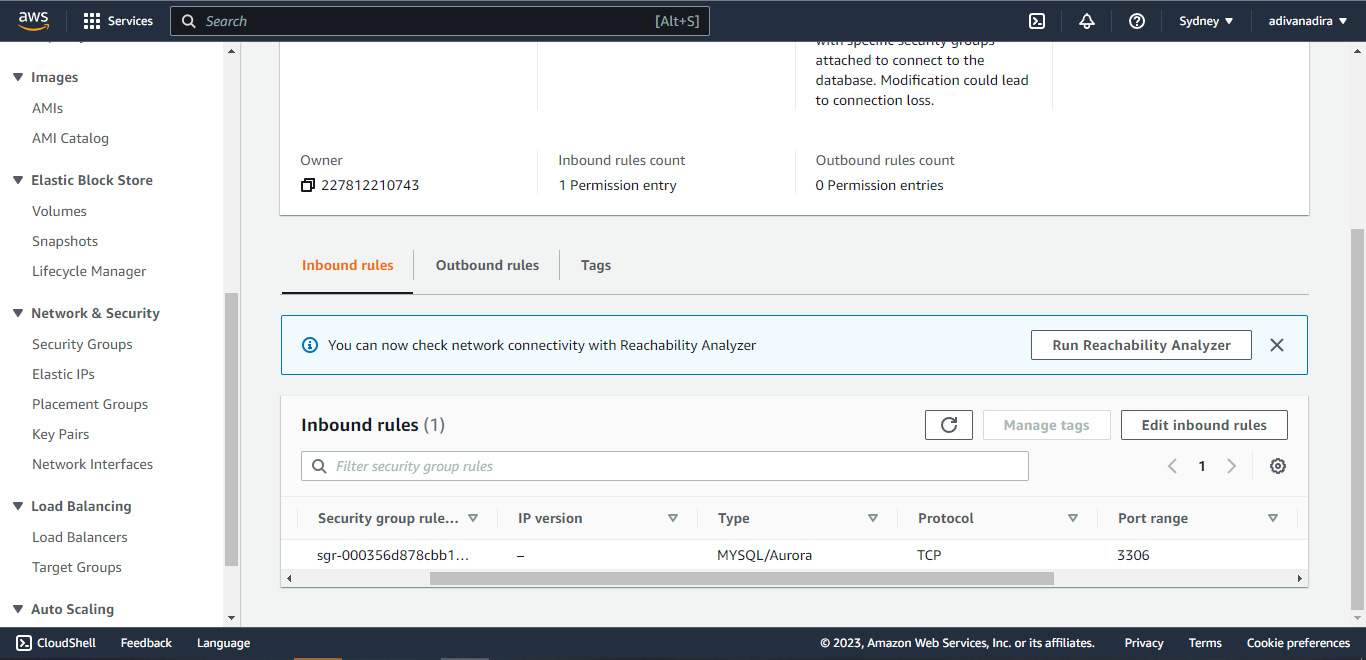 aws
Services
Search
[Alt+S]
Sydney
adivanadira
Images
AMIs
AMI Catalog
Elastic Block Store
Volumes
Snapshots
Lifecycle Manager
Network & Security
Security Groups
Elastic IPs
Placement Groups
Key Pairs
Network Interfaces
Load Balancing
Load Balancers
Target Groups
Auto Scaling
with specific security groups
attached to connect to the
database. Modification could lead
to connection loss.
Owner
227812210743
Inbound rules count
1 Permission entry
Outbound rules count
0 Permission entries
Inbound rules
Outbound rules
Tags
You can now check network connectivity with Reachability Analyzer
Run Reachability Analyzer
Inbound rules (1)
Manage tags
Edit inbound rules
Filter security group rules
1
Security group rule...
IP version
Type
Protocol
Port range
sgr-000356d878cbb1...
–
MYSQL/Aurora
TCP
3306
CloudShell
Feedback
Language
© 2023, Amazon Web Services, Inc. or its affiliates.
Privacy
Terms
Cookie preferences